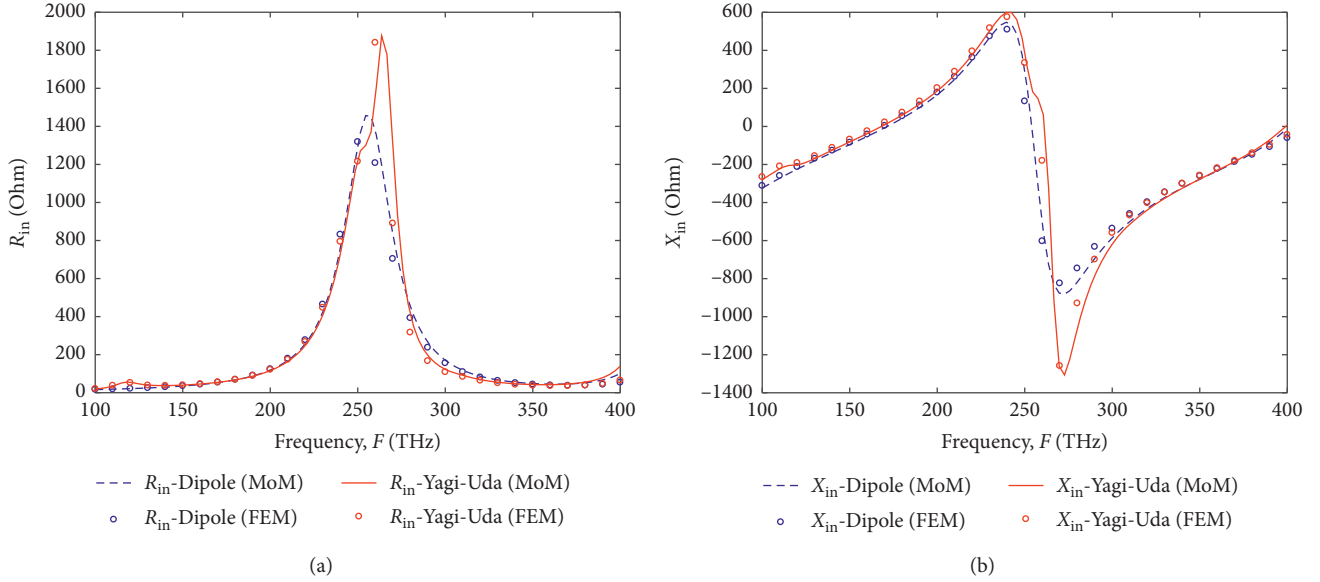 2000
1800
1600
1400
1200
1000
800
600
400
200
0
R_in (Ohm)
100 150 200 250 300 350 400
Frequency, F (THz)
R_in-Dipole (MoM) R_in-Yagi-Uda (MoM)
R_in-Dipole (FEM) R_in-Yagi-Uda (FEM)
(a)
600
400
200
0
−200
−400
−600
−800
−1000
−1200
−1400
X_in (Ohm)
100 150 200 250 300 350 400
Frequency, F (THz)
X_in-Dipole (MoM) X_in-Yagi-Uda (MoM)
X_in-Dipole (FEM) X_in-Yagi-Uda (FEM)
(b)